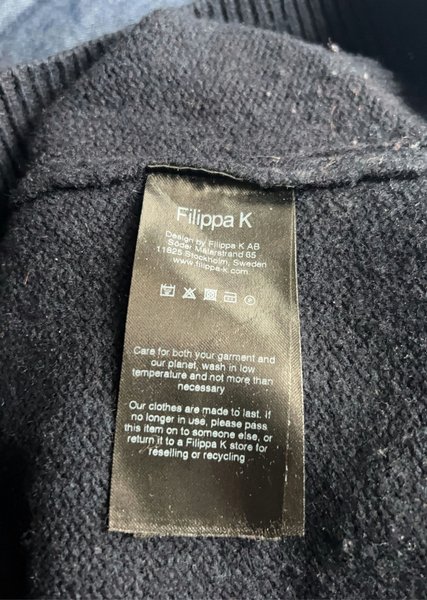 Filippa K
Design by Filippa K AB
Söder Mälarstrand 65
11825 Stockholm, Sweden
www.filippa-k.com
Care for both your garment and
our planet, wash in low
temperature and not more than
necessary
Our clothes are made to last. If
no longer in use, please pass
this item on to someone else, or
return it to a Filippa K store for
reselling or recycling